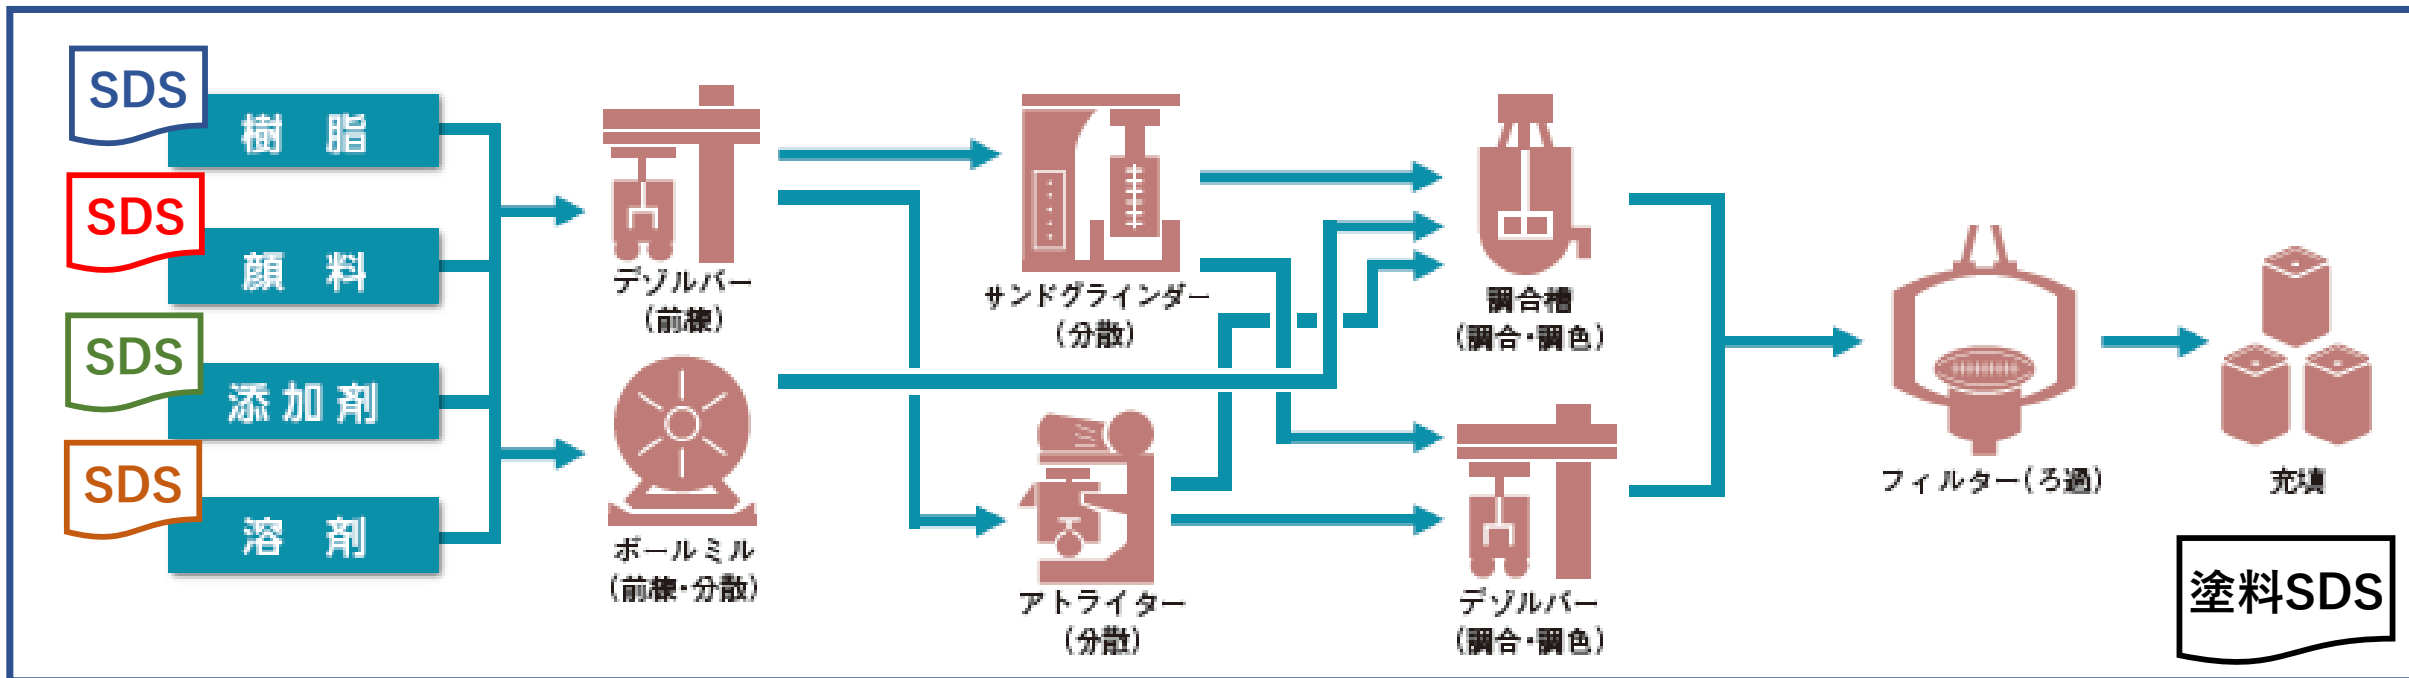 SDS
樹 脂
SDS
顔 料
SDS
添加剤
SDS
溶 剤
デゾルバー
(前練)
ボールミル
(前練・分散)
サンドグラインダー
(分散)
アトライター
(分散)
調合槽
(調合・調色)
デゾルバー
(調合・調色)
フィルター(ろ過)
充填
塗料SDS